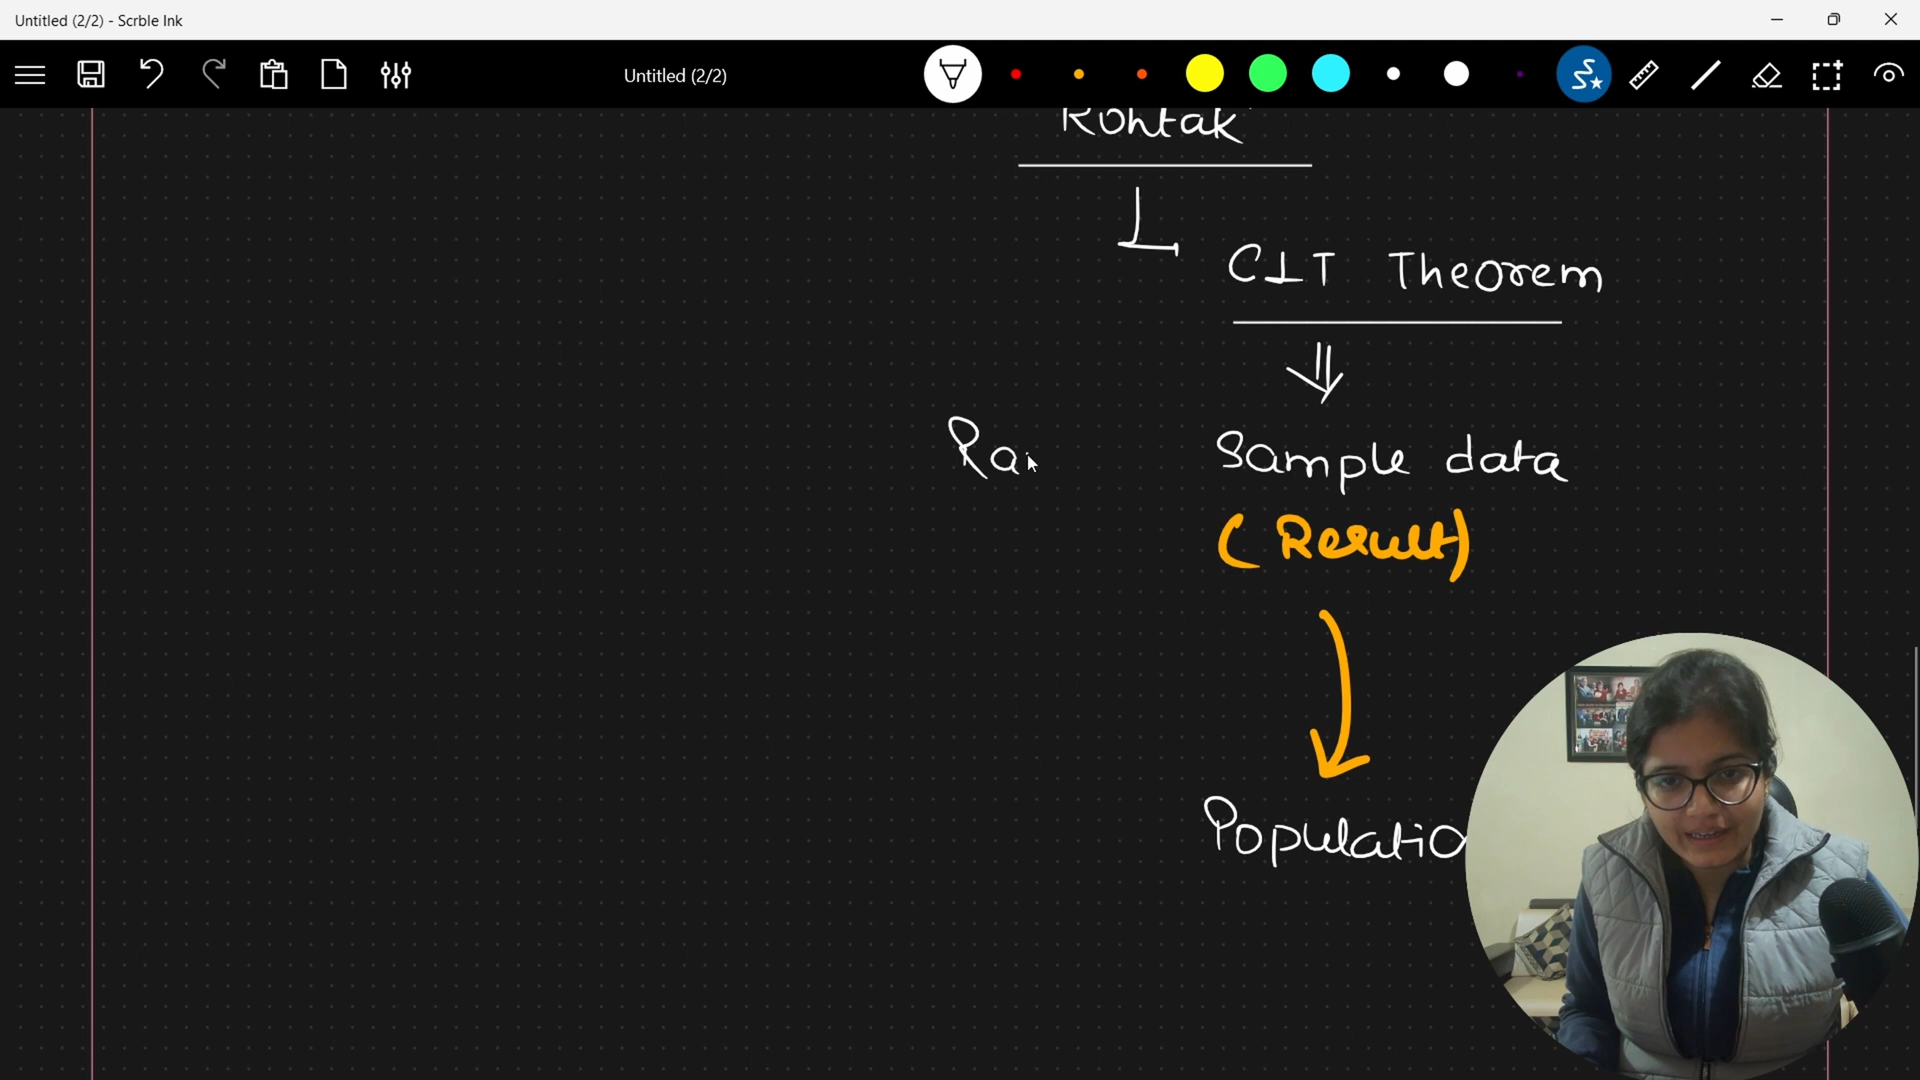 Untitled (2/2) - Scrble Ink
Untitled (2/2)
Rohtak
CLT Theorem
Ra
Sample data
(Result)
Populatio